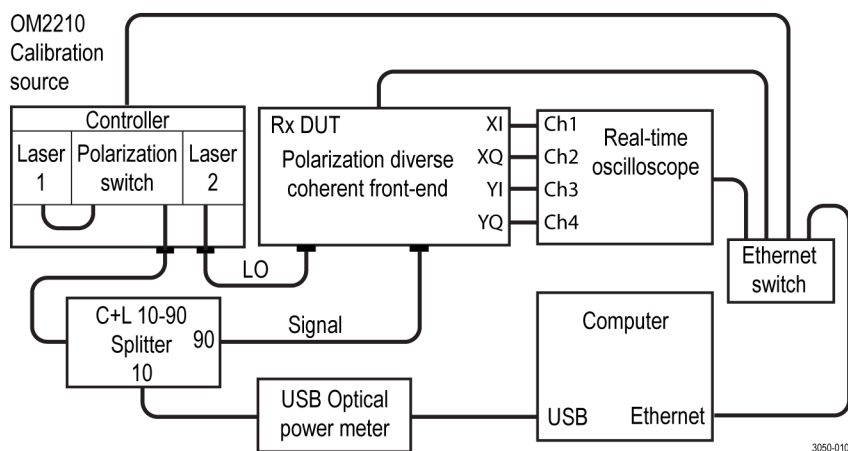 OM2210
Calibration
source
Controller
Laser
1
Polarization
switch
Laser
2
Rx DUT
Polarization diverse
coherent front-end
XI
XQ
YI
YQ
Ch1
Ch2
Ch3
Ch4
Real-time
oscilloscope
Ethernet
switch
LO
C+L 10-90
Splitter
90
10
Signal
Computer
USB
Ethernet
USB Optical
power meter
3050-010